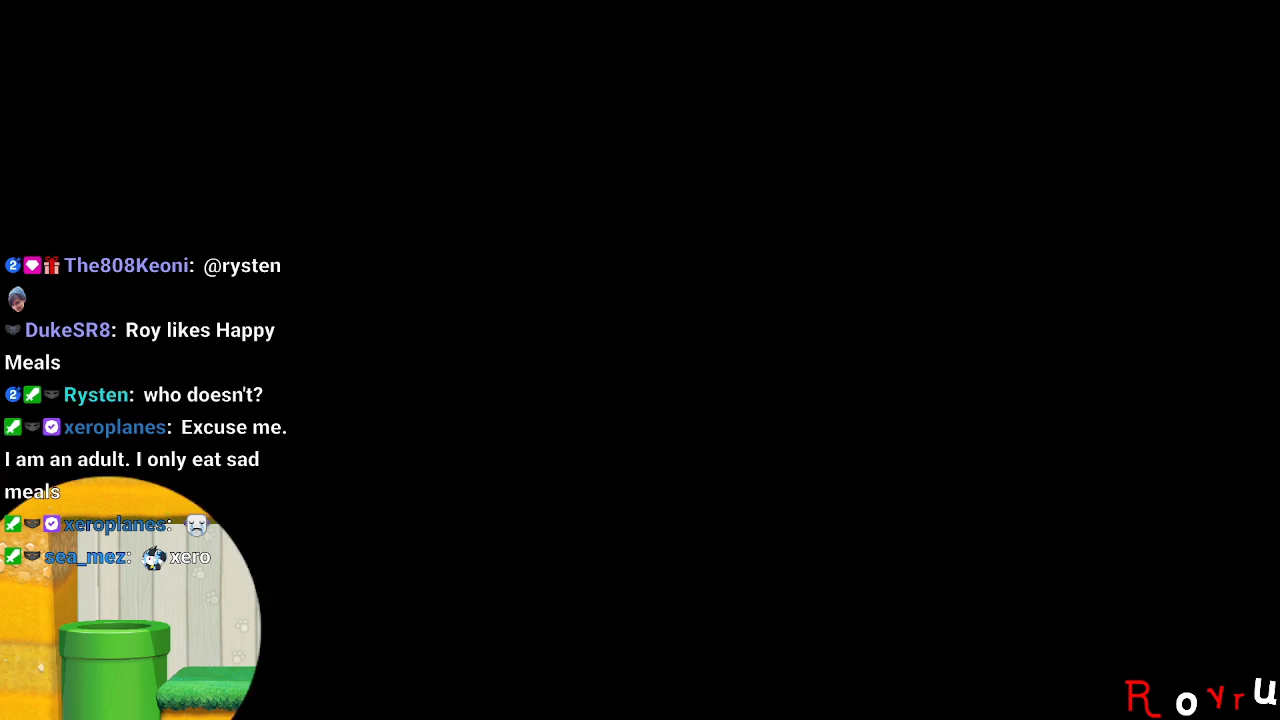 The808Keoni: @rysten
DukeSR8: Roy likes Happy
Meals
Rysten: who doesn't?
xeroplanes: Excuse me.
I am an adult. I only eat sad
meals
xeroplanes:
sea_mez: xero
Royru